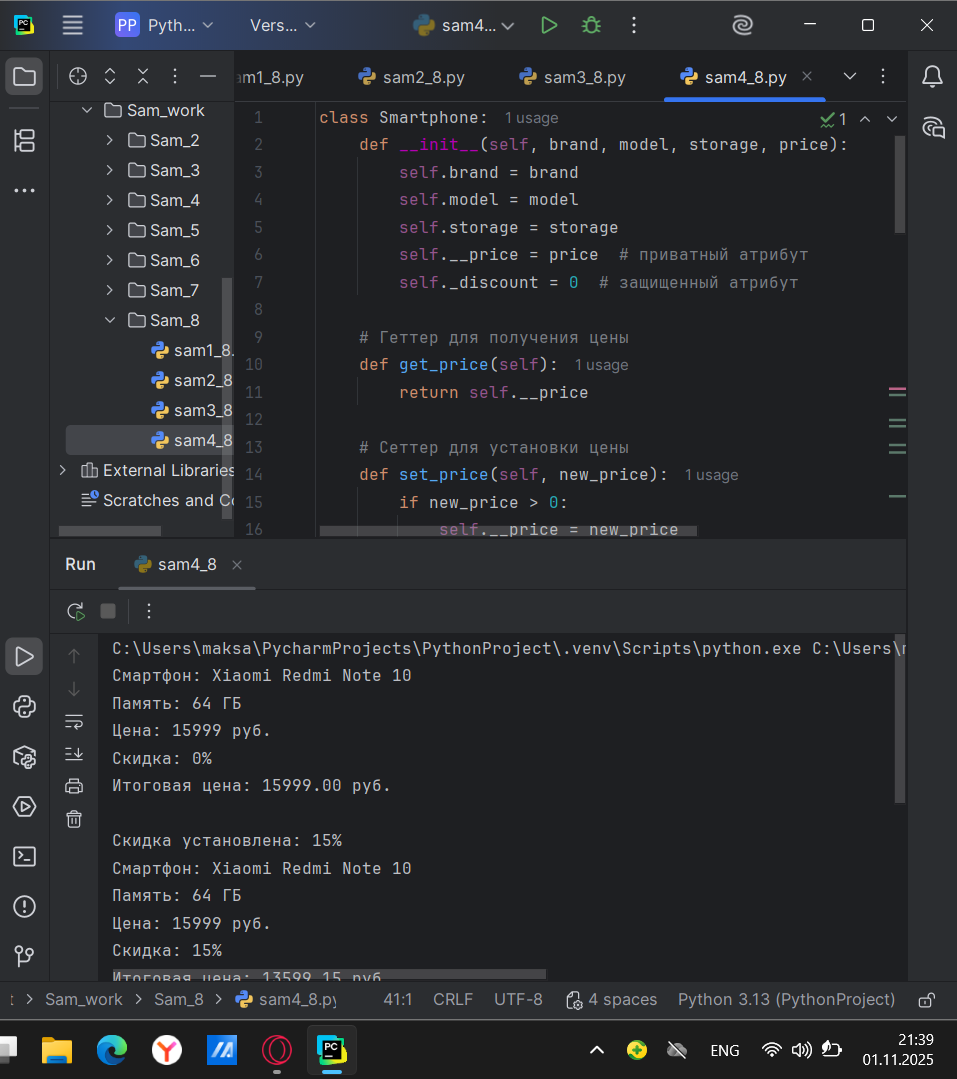 PC
PP Pyth...
Vers...
sam4...
am1_8.py
sam2_8.py
sam3_8.py
sam4_8.py
Sam_work
Sam_2
Sam_3
Sam_4
Sam_5
Sam_6
Sam_7
Sam_8
sam1_8.
sam2_8
sam3_8
sam4_8
External Libraries
Scratches and Co
1
1 class Smartphone: 1 usage
2 def __init__(self, brand, model, storage, price):
3 self.brand = brand
4 self.model = model
5 self.storage = storage
6 self.__price = price # приватный атрибут
7 self._discount = 0 # защищенный атрибут
8
9 # Геттер для получения цены
10 def get_price(self): 1 usage
11 return self.__price
12
13 # Сеттер для установки цены
14 def set_price(self, new_price): 1 usage
15 if new_price > 0:
16 self.__price = new_price
Run
sam4_8
C:\Users\maksa\PycharmProjects\PythonProject\.venv\Scripts\python.exe C:\Users\m
Смартфон: Xiaomi Redmi Note 10
Память: 64 ГБ
Цена: 15999 руб.
Скидка: 0%
Итоговая цена: 15999.00 руб.
Скидка установлена: 15%
Смартфон: Xiaomi Redmi Note 10
Память: 64 ГБ
Цена: 15999 руб.
Скидка: 15%
Итоговая цена: 13599.15 руб.
t > Sam_work > Sam_8 > sam4_8.py
41:1
CRLF
UTF-8
4 spaces
Python 3.13 (PythonProject)
PC
ENG
21:39
01.11.2025